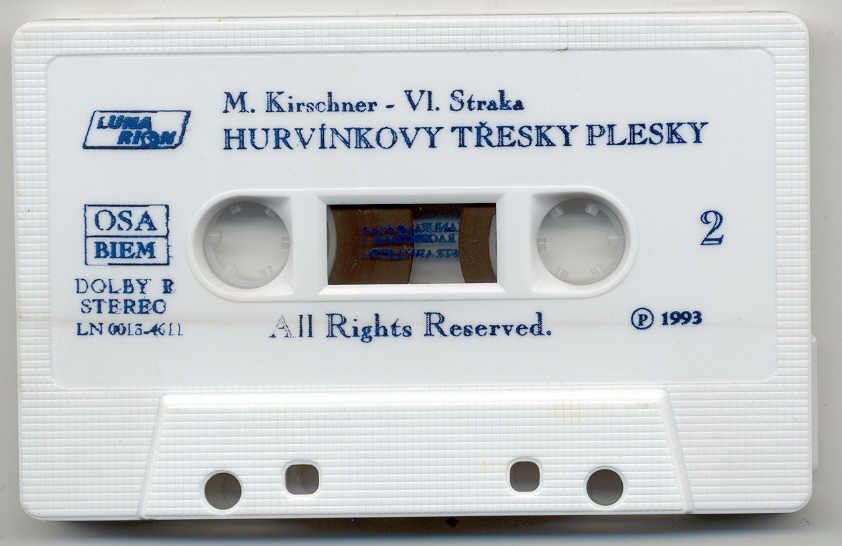 M. Kirschner - Vl. Straka
HURVÍNKOVY TŘESKY PLESKY
LUNA
RION
OSA
BIEM
2
DOLBY B
STEREO
LN 0013-4611
All Rights Reserved.
Ⓟ 1993